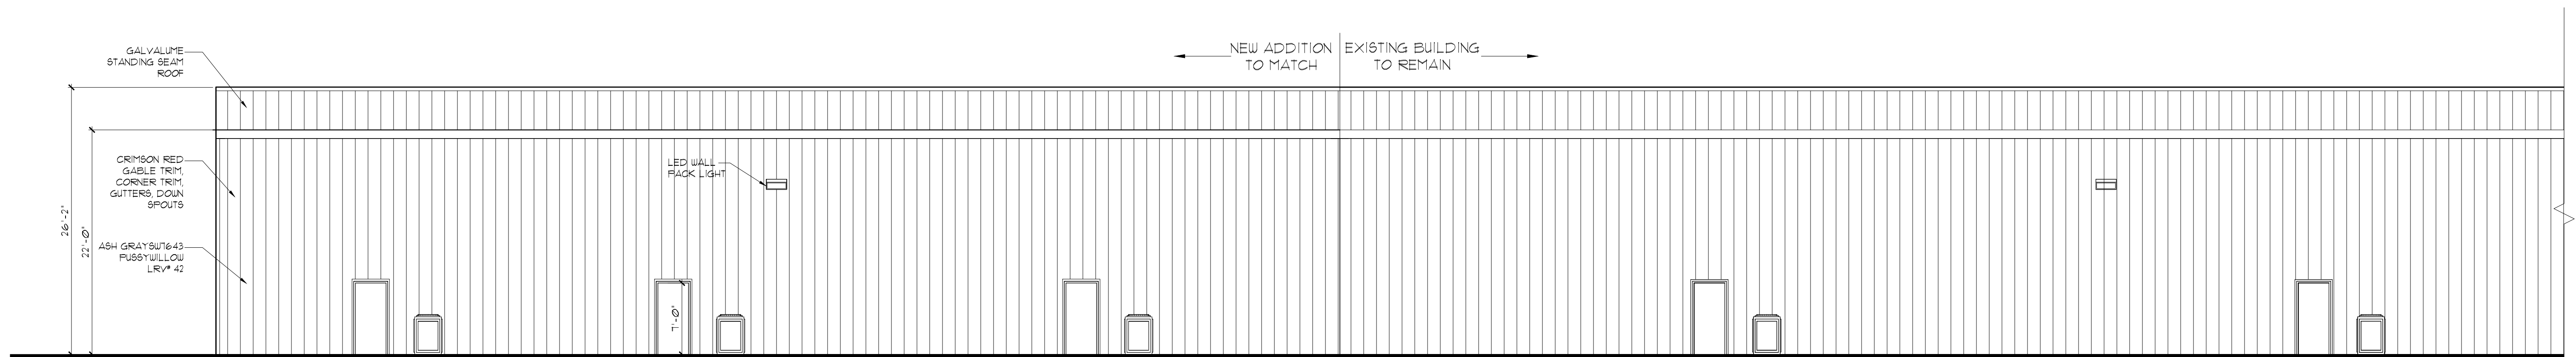 GALVALUME
STANDING SEAM
ROOF
NEW ADDITION
TO MATCH
EXISTING BUILDING
TO REMAIN
CRIMSON RED
GABLE TRIM,
CORNER TRIM,
GUTTERS, DOWN
SPOUTS
LED WALL
PACK LIGHT
26'-2"
22'-0"
ASH GRAYSW7643
PUSSYWILLOW
LRV# 42
7'-0"